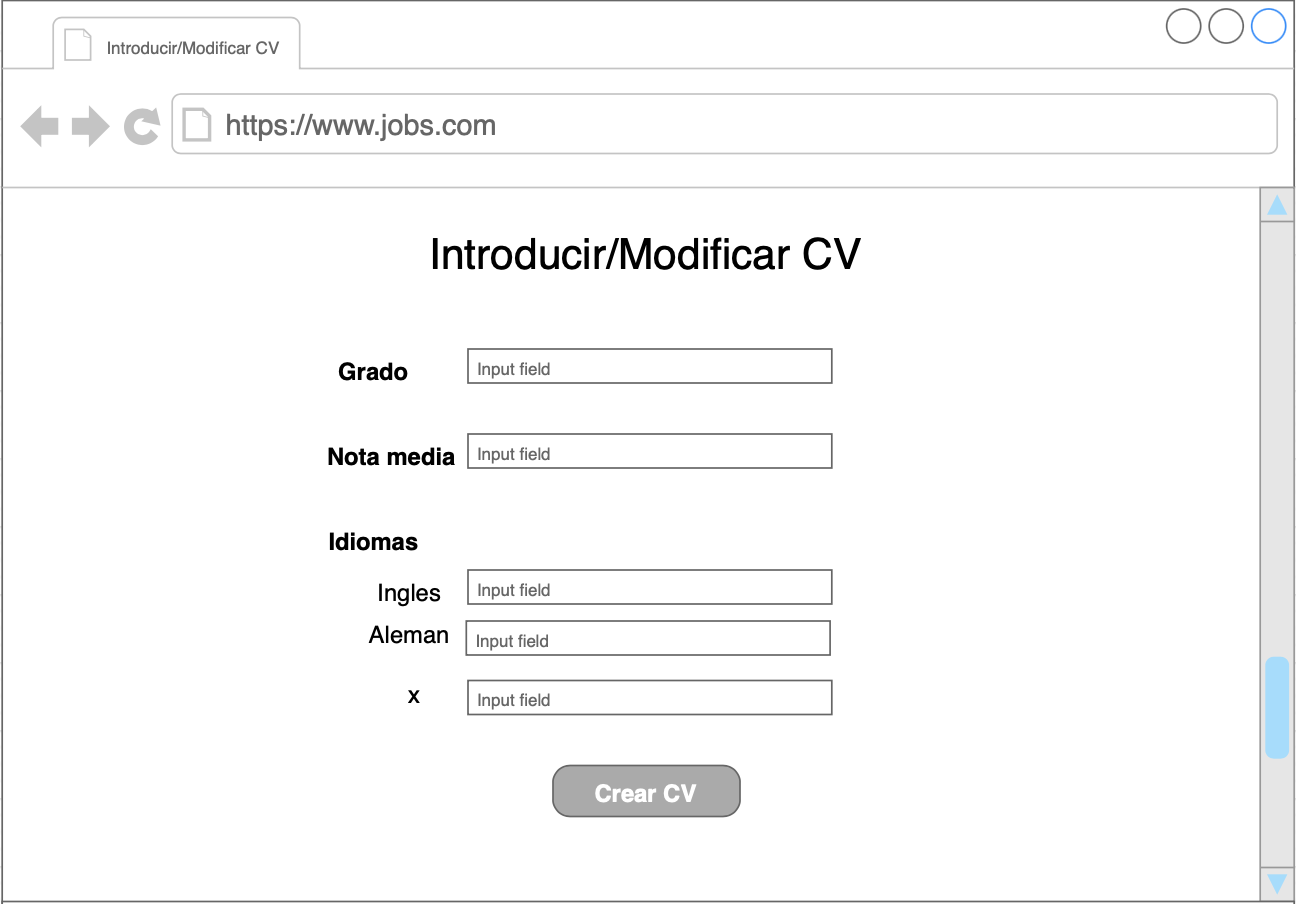 Introducir/Modificar CV
https://www.jobs.com
Introducir/Modificar CV
Grado Input field
Nota media Input field
Idiomas
Ingles Input field
Aleman Input field
x Input field
Crear CV